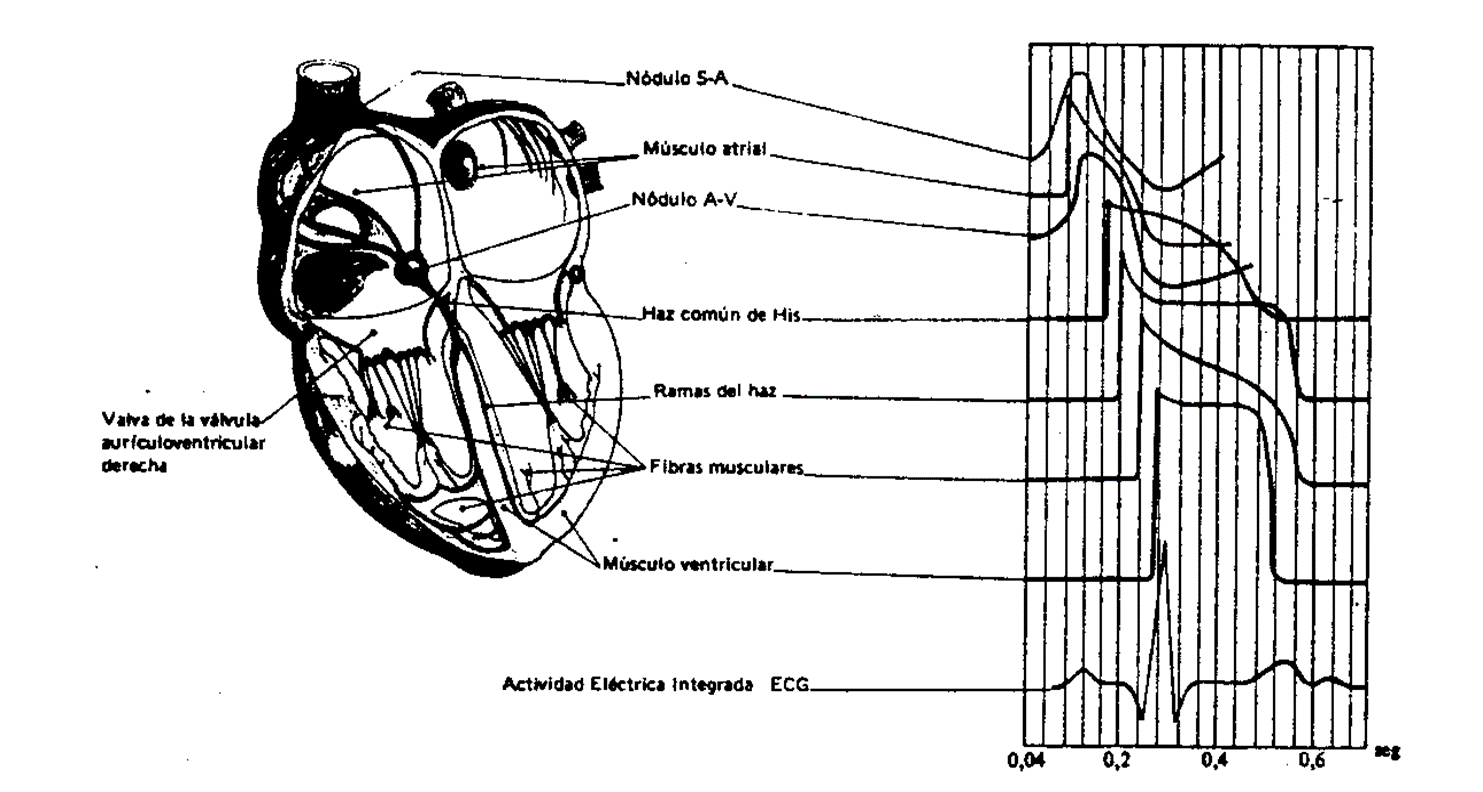 Nódulo S-A
Músculo atrial
Nódulo A-V
Haz común de His
Ramas del haz
Valva de la válvula
aurículoventricular
derecha
Fibras musculares
Músculo ventricular
Actividad Eléctrica Integrada ECG
0,04 0,2 0,4 0,6 seg